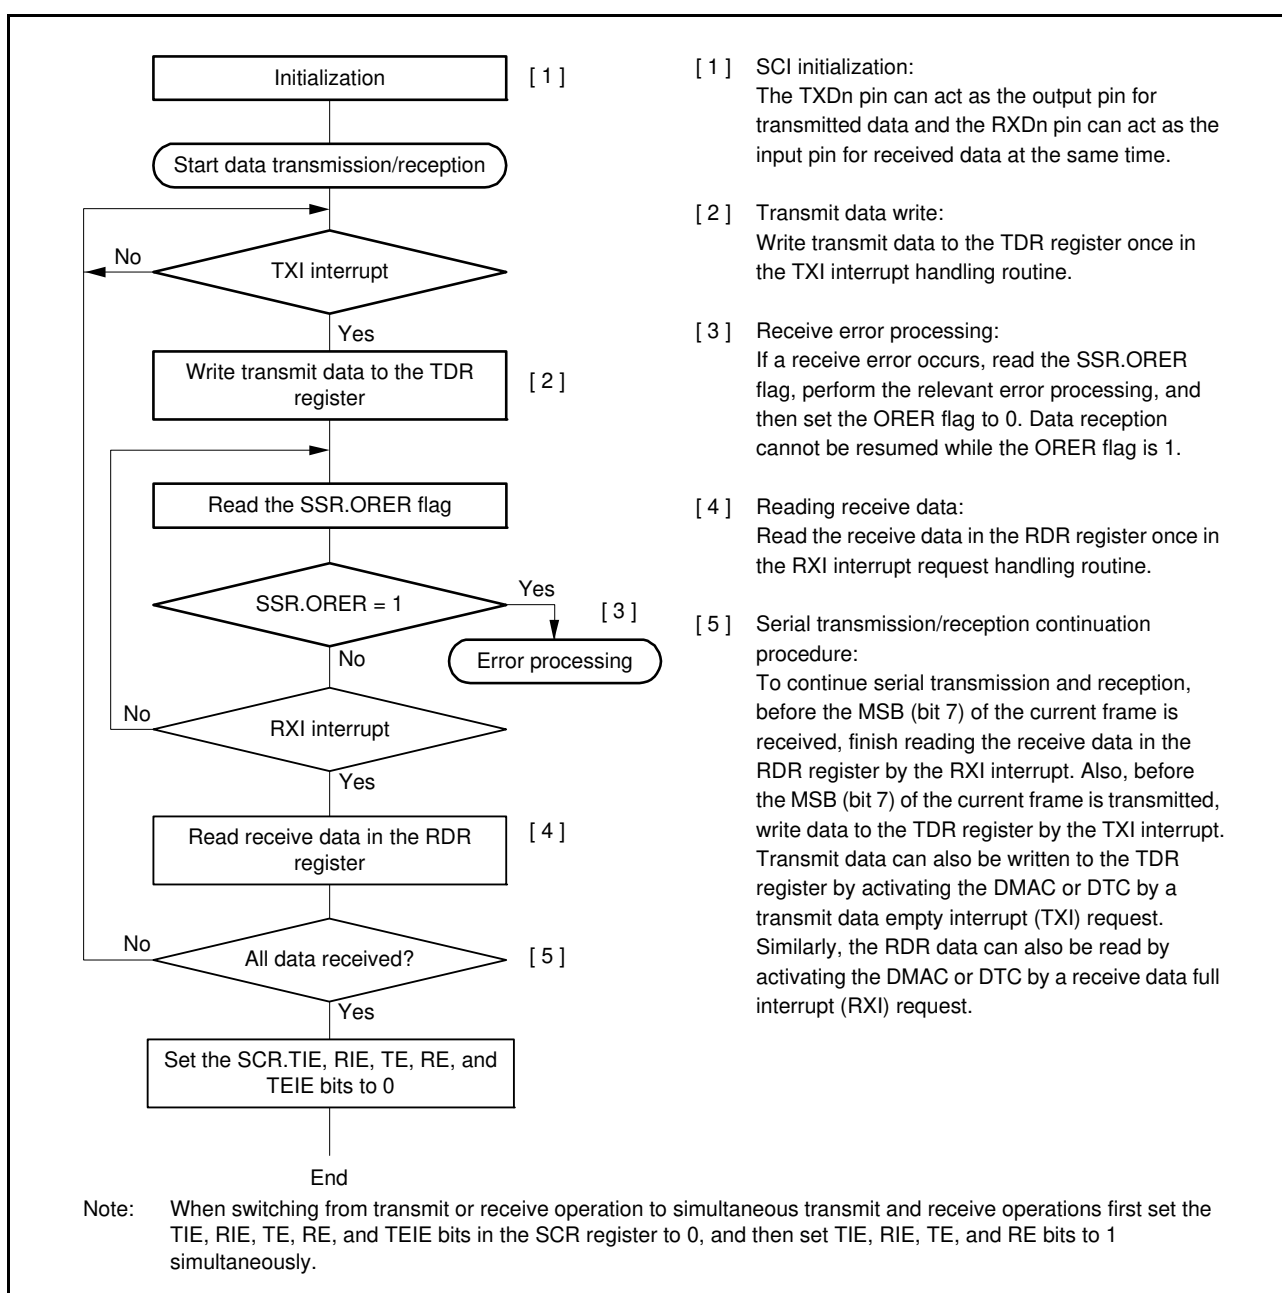 Initialization
[ 1 ]
Start data transmission/reception
No
TXI interrupt
Yes
Write transmit data to the TDR
register
[ 2 ]
Read the SSR.ORER flag
SSR.ORER = 1
Yes
[ 3 ]
Error processing
No
No
RXI interrupt
Yes
Read receive data in the RDR
register
[ 4 ]
No
All data received?
[ 5 ]
Yes
Set the SCR.TIE, RIE, TE, RE, and
TEIE bits to 0
End
[ 1 ] SCI initialization:
The TXDn pin can act as the output pin for
transmitted data and the RXDn pin can act as the
input pin for received data at the same time.
[ 2 ] Transmit data write:
Write transmit data to the TDR register once in
the TXI interrupt handling routine.
[ 3 ] Receive error processing:
If a receive error occurs, read the SSR.ORER
flag, perform the relevant error processing, and
then set the ORER flag to 0. Data reception
cannot be resumed while the ORER flag is 1.
[ 4 ] Reading receive data:
Read the receive data in the RDR register once in
the RXI interrupt request handling routine.
[ 5 ] Serial transmission/reception continuation
procedure:
To continue serial transmission and reception,
before the MSB (bit 7) of the current frame is
received, finish reading the receive data in the
RDR register by the RXI interrupt. Also, before
the MSB (bit 7) of the current frame is transmitted,
write data to the TDR register by the TXI interrupt.
Transmit data can also be written to the TDR
register by activating the DMAC or DTC by a
transmit data empty interrupt (TXI) request.
Similarly, the RDR data can also be read by
activating the DMAC or DTC by a receive data full
interrupt (RXI) request.
Note: When switching from transmit or receive operation to simultaneous transmit and receive operations first set the
TIE, RIE, TE, RE, and TEIE bits in the SCR register to 0, and then set TIE, RIE, TE, and RE bits to 1
simultaneously.